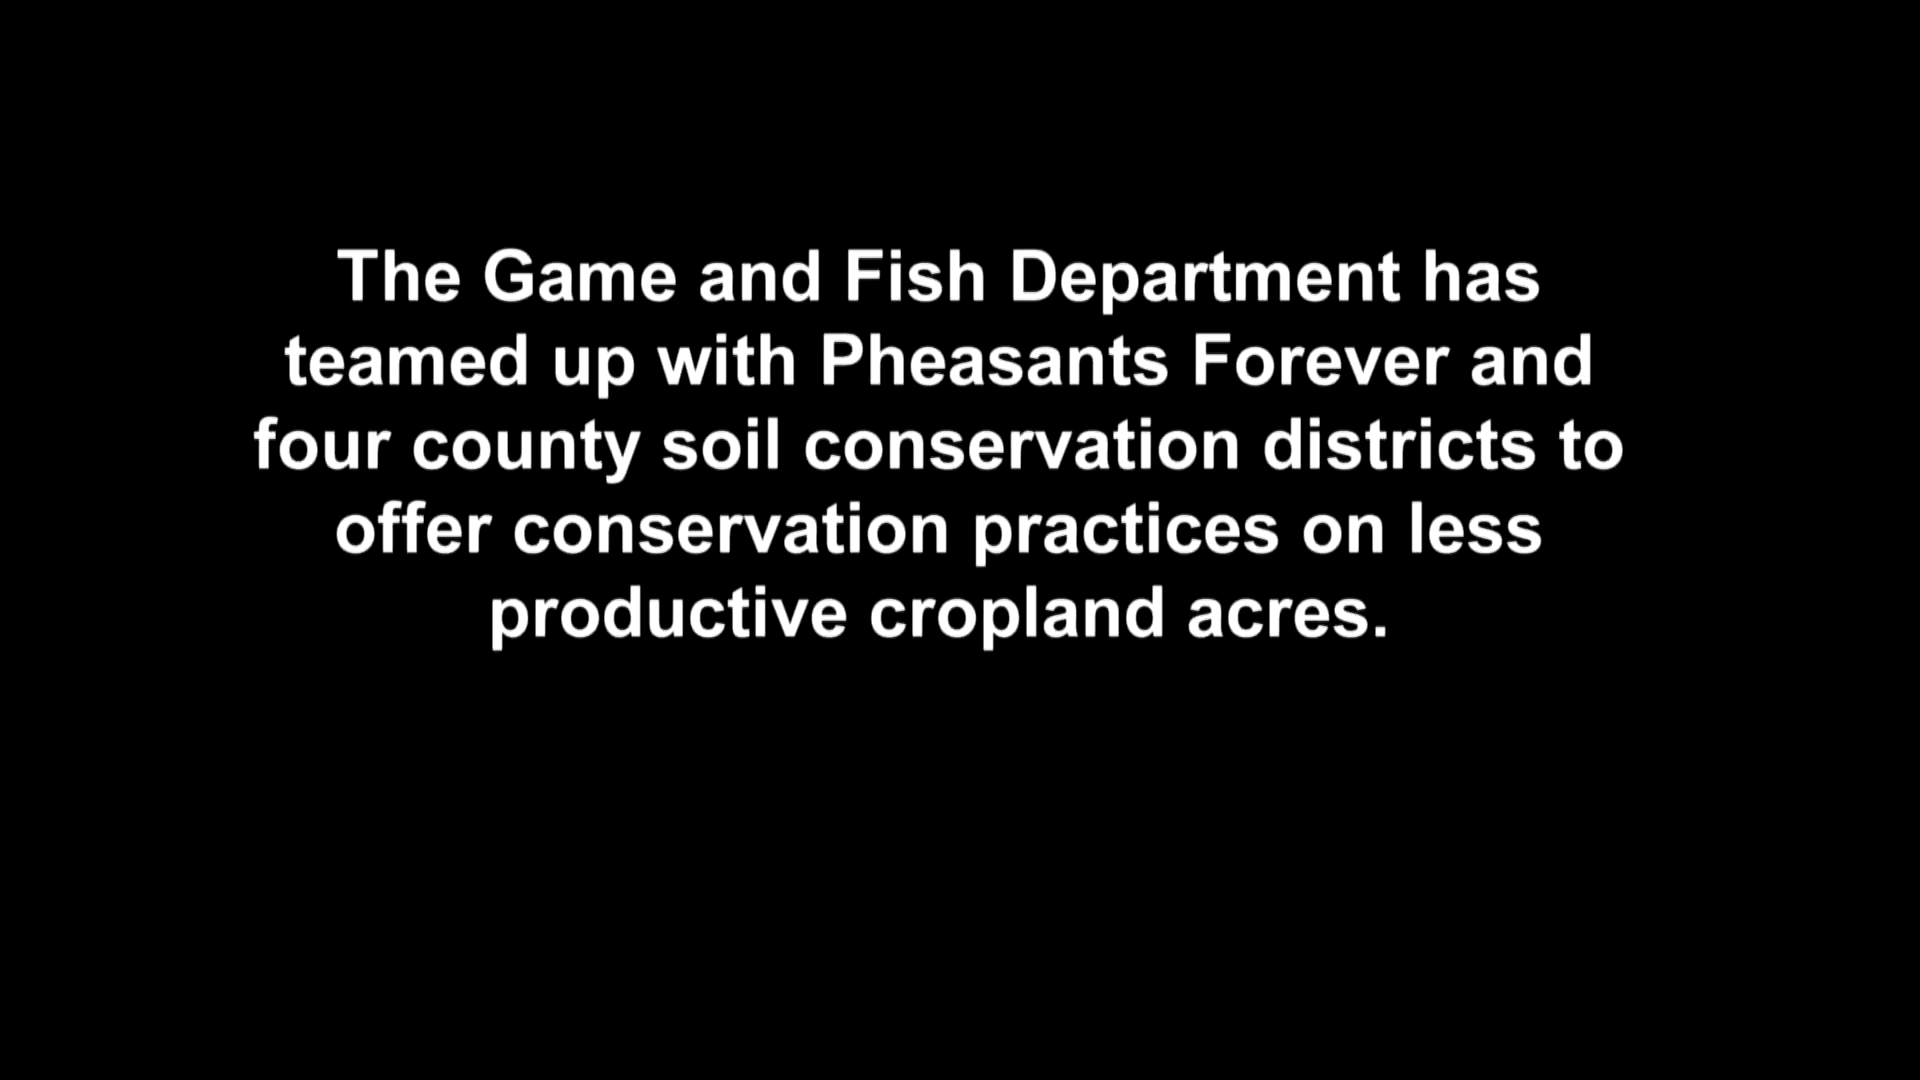 The Game and Fish Department has
teamed up with Pheasants Forever and
four county soil conservation districts to
offer conservation practices on less
productive cropland acres.